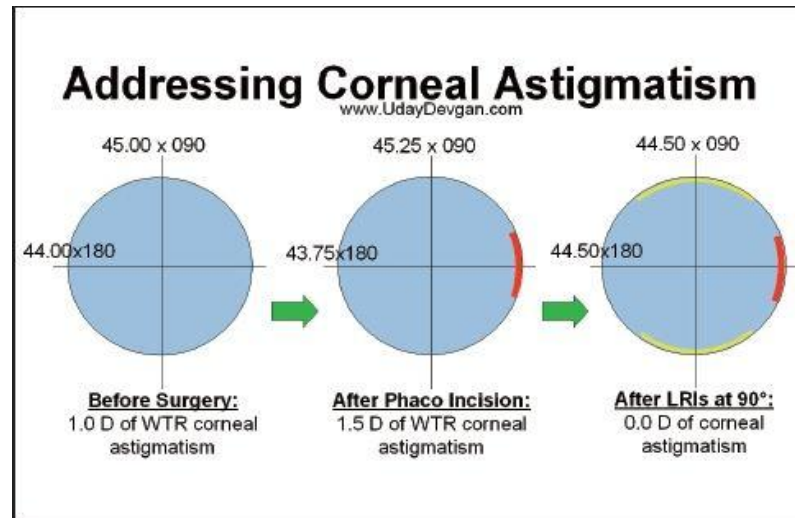 Addressing Corneal Astigmatism
www.UdayDevgan.com
45.00 x 090
44.00x180
Before Surgery:
1.0 D of WTR corneal
astigmatism
45.25 x 090
43.75x180
After Phaco Incision:
1.5 D of WTR corneal
astigmatism
44.50 x 090
44.50x180
After LRIs at 90°:
0.0 D of corneal
astigmatism